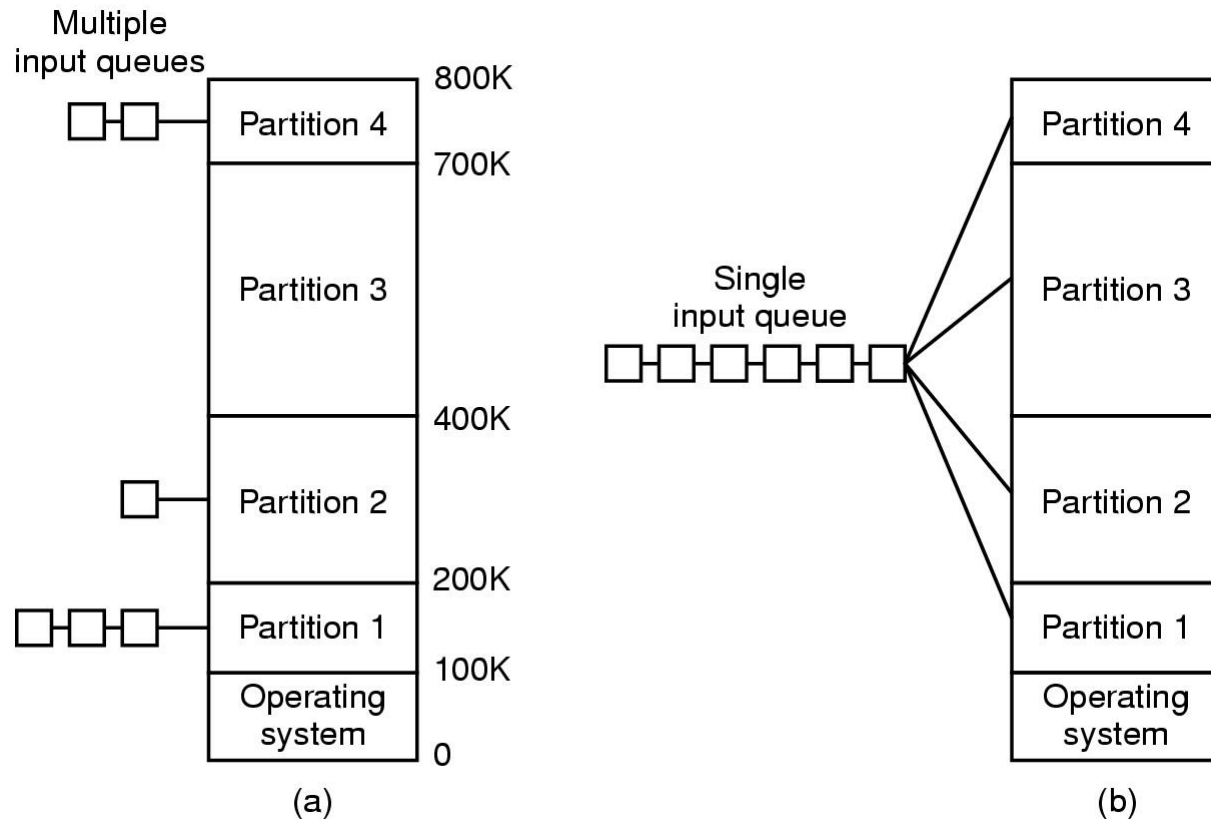 Multiple
input queues
800K
Partition 4
700K
Partition 3
400K
Partition 2
200K
Partition 1
100K
Operating
system
0
(a)
Single
input queue
Partition 4
Partition 3
Partition 2
Partition 1
Operating
system
(b)